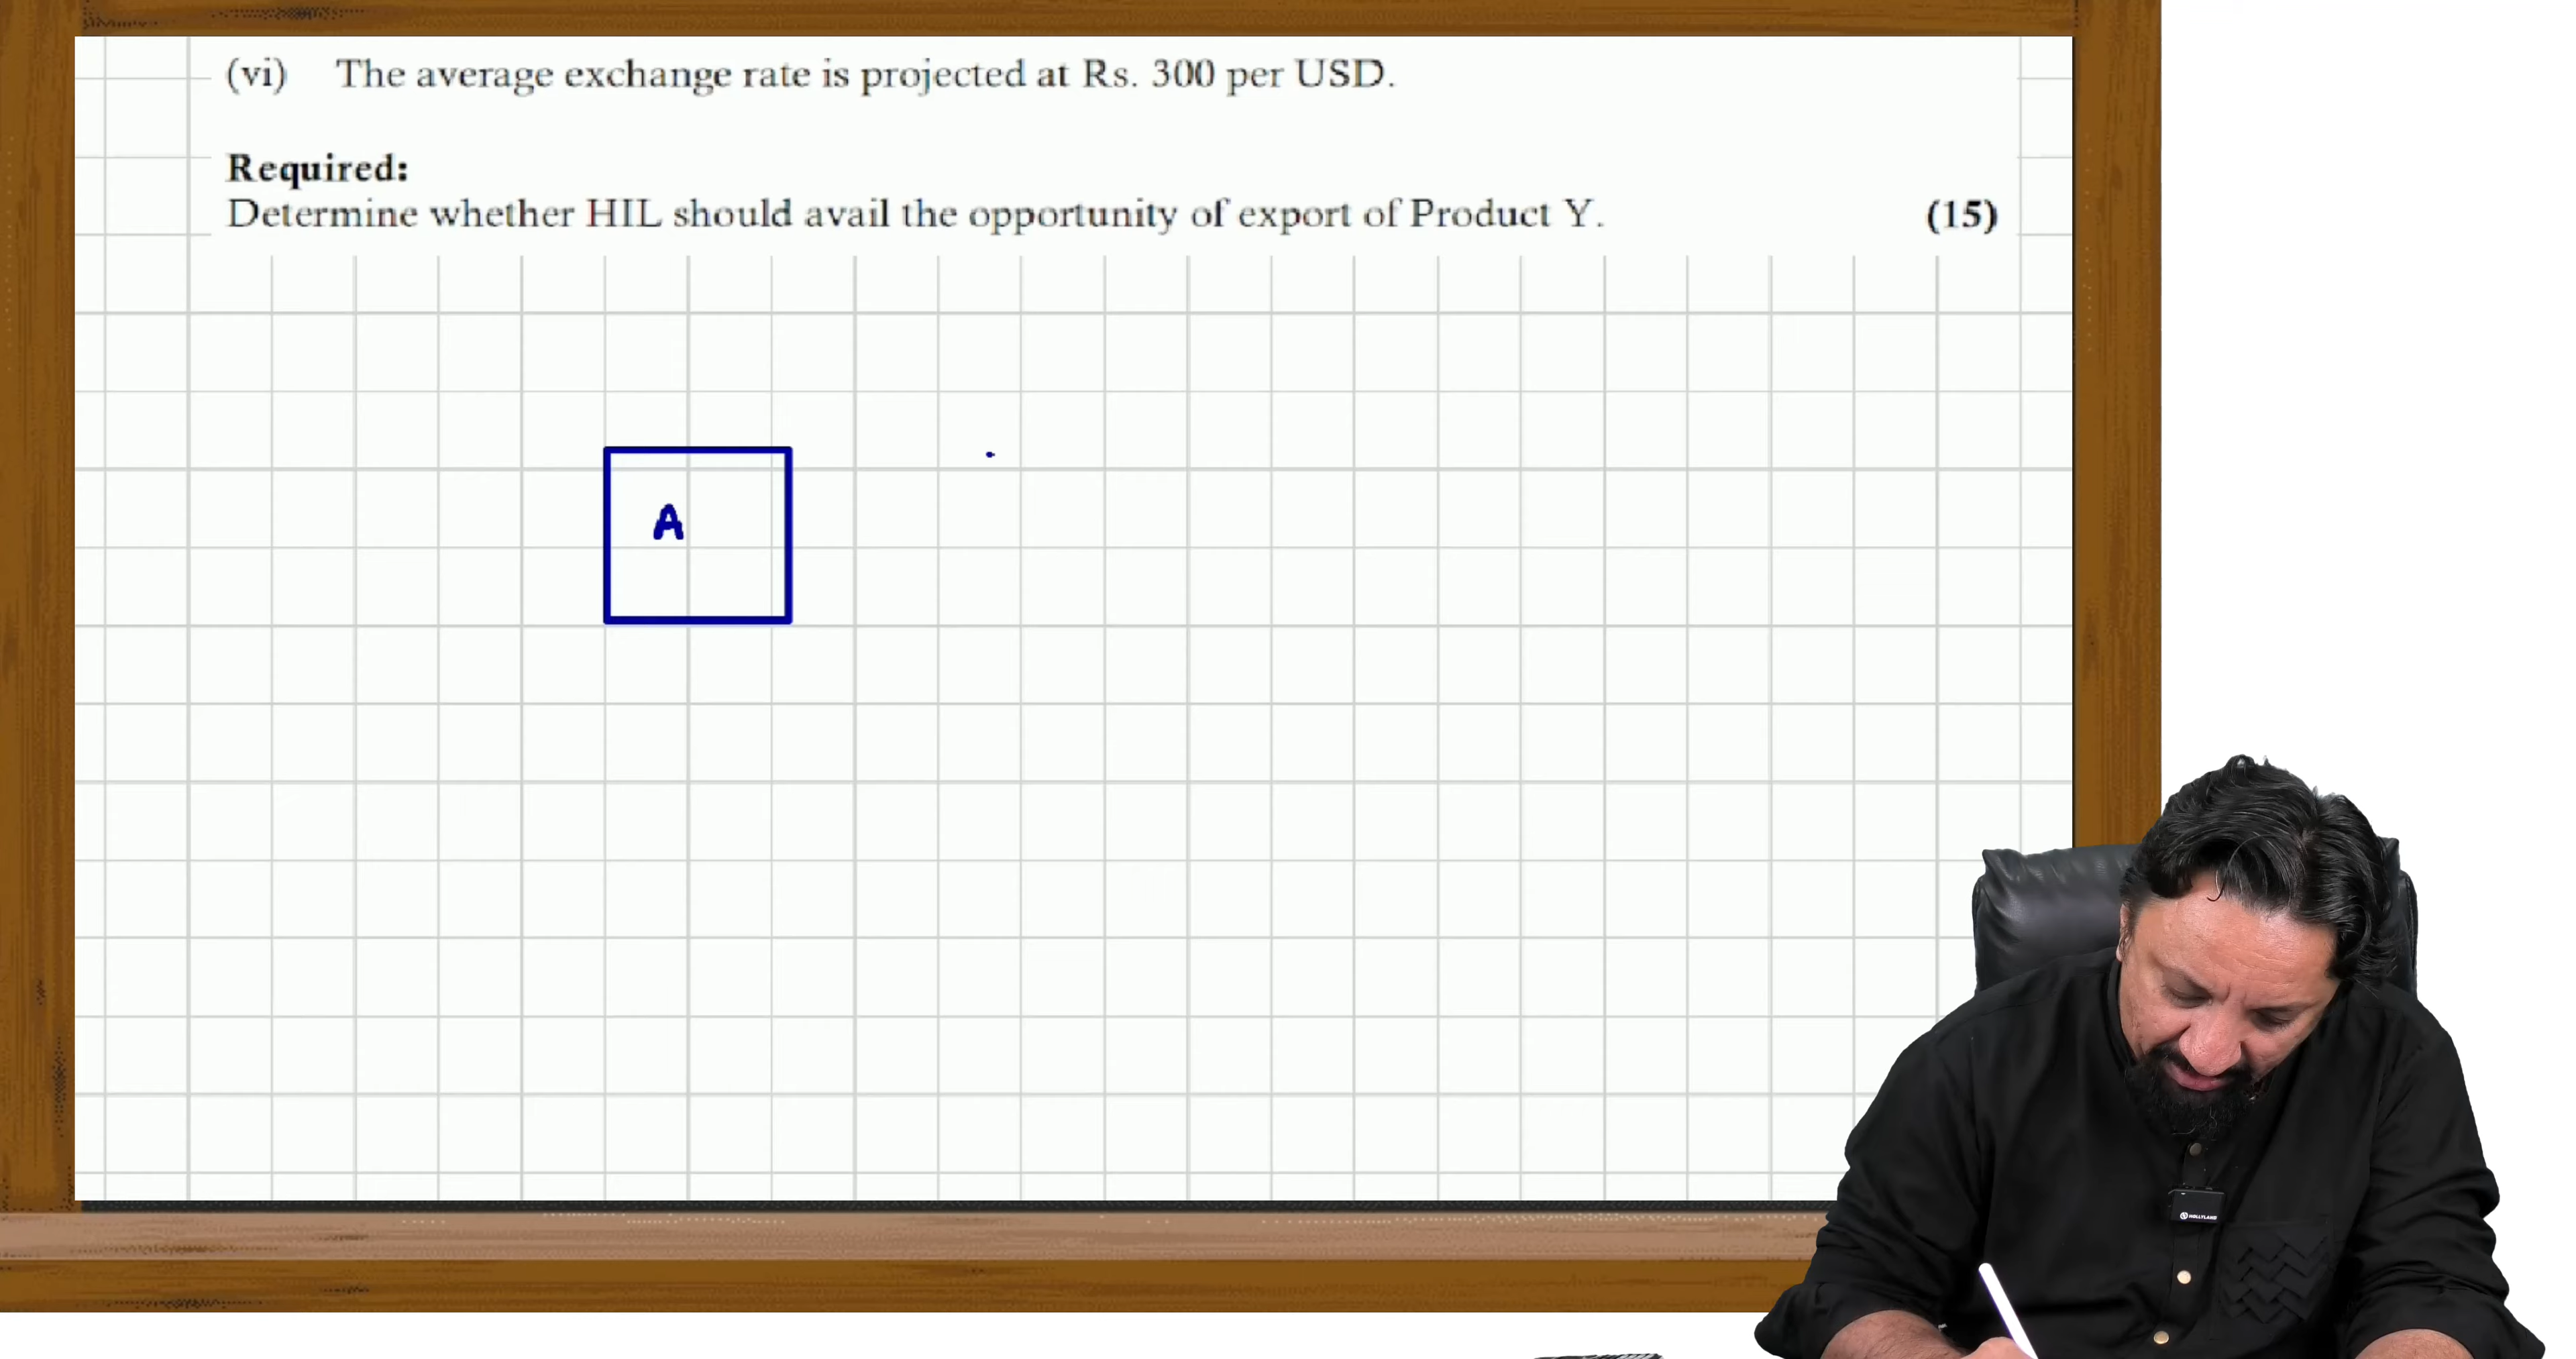 (vi) The average exchange rate is projected at Rs. 300 per USD.
Required:
Determine whether HIL should avail the opportunity of export of Product Y. (15)
A
HOLLYLAND